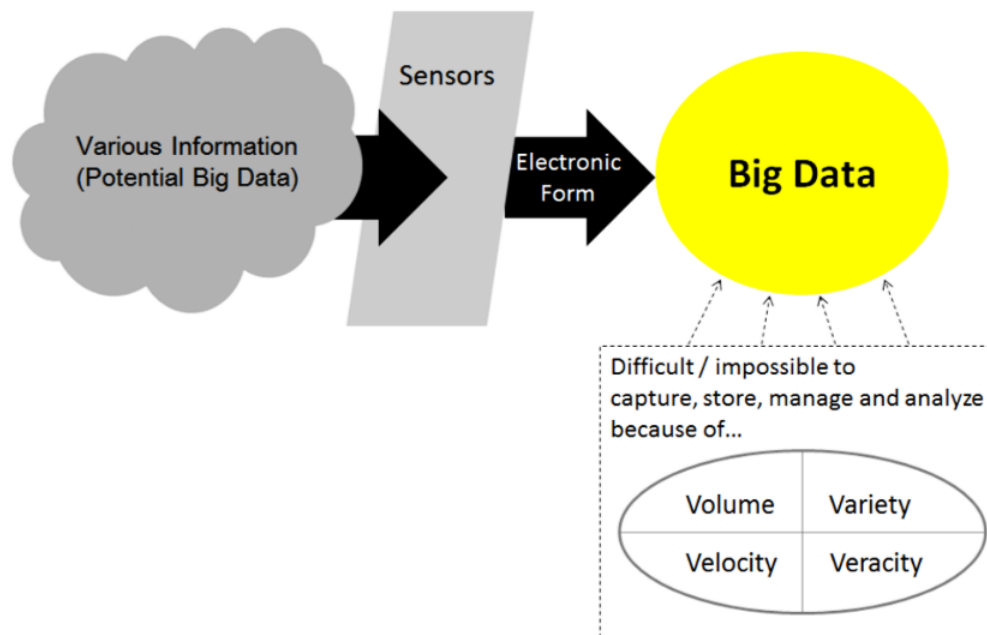 Various Information
(Potential Big Data)
Sensors
Electronic
Form
Big Data
Difficult / impossible to
capture, store, manage and analyze
because of...
Volume
Variety
Velocity
Veracity